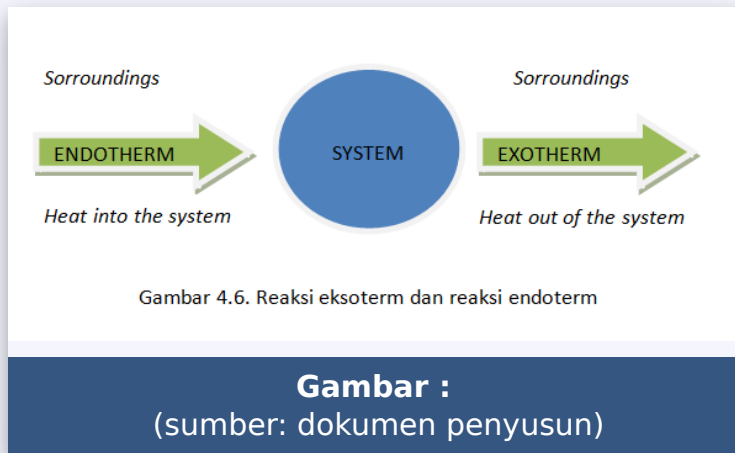 Sorroundings
Sorroundings
ENDOTHERM
SYSTEM
EXOTHERM
Heat into the system
Heat out of the system
Gambar 4.6. Reaksi eksoterm dan reaksi endoterm
Gambar :
(sumber: dokumen penyusun)